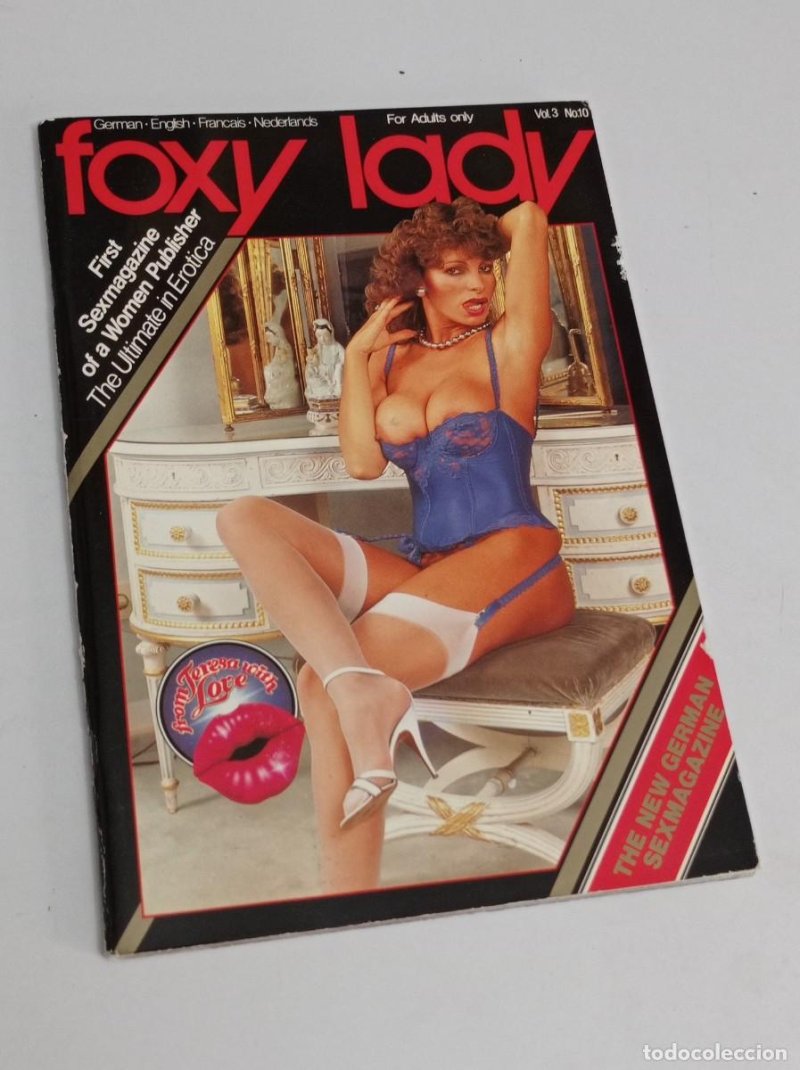 German · English · Francais · Nederlands
For Adults only
Vol.3 No.10
foxy lady
First
Sexmagazine
of a Women Publisher
The Ultimate in Erotica
from Teresa with
Love
THE NEW GERMAN
SEXMAGAZINE
todocoleccion